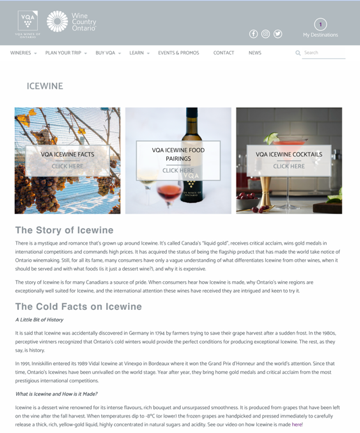 VQA
Wine
Country
Ontario
1
My Destinations
WINERIES
PLAN YOUR TRIP
BUY VQA
LEARN
EVENTS & PROMOS
CONTACT
NEWS
Search
ICEWINE
VQA ICEWINE FACTS
CLICK HERE
VQA ICEWINE FOOD
PAIRINGS
CLICK HERE
VQA ICEWINE COCKTAILS
CLICK HERE
The Story of Icewine
There is a mystique and romance that's grown up around Icewine. It's called Canada's "liquid gold", receives critical acclaim, wins gold medals in
international competitions and commands high prices. It has acquired the status of being the flagship product that has made the world take notice of
Ontario winemaking. Still, for all its fame, many consumers have only a vague understanding of what differentiates Icewine from other wines, when it
should be served and with what foods (is it just a dessert wine?), and why it is expensive.
The story of Icewine is for many Canadians a source of pride. When consumers hear how Icewine is made, why Ontario's wine regions are
exceptionally well suited for Icewine, and the international attention these wines have received they are intrigued and keen to try it.
The Cold Facts on Icewine
A Little Bit of History
It is said that Icewine was accidentally discovered in Germany in 1794 by farmers trying to save their grape harvest after a sudden frost. In the 1980s,
perceptive vintners recognized that Ontario's cold winters would provide the perfect conditions for producing exceptional Icewine. The rest, as they
say, is history.
In 1991, Inniskillin entered its 1989 Vidal Icewine at Vinexpo in Bordeaux where it won the Grand Prix d'Honneur and the world's attention. Since that
time, Ontario's Icewines have been unrivalled on the world stage. Year after year, they bring home gold medals and critical acclaim from the most
prestigious international competitions.
What is Icewine and How is it Made?
Icewine is a dessert wine renowned for its intense flavours, rich bouquet and unsurpassed smoothness. It is produced from grapes that have been left
on the vine after the fall harvest. When temperatures dip to -8°C (or lower) the frozen grapes are handpicked and pressed immediately to carefully
release a thick, rich, yellow-gold liquid, highly concentrated in natural sugars and acidity. See our video on how Icewine is made here!